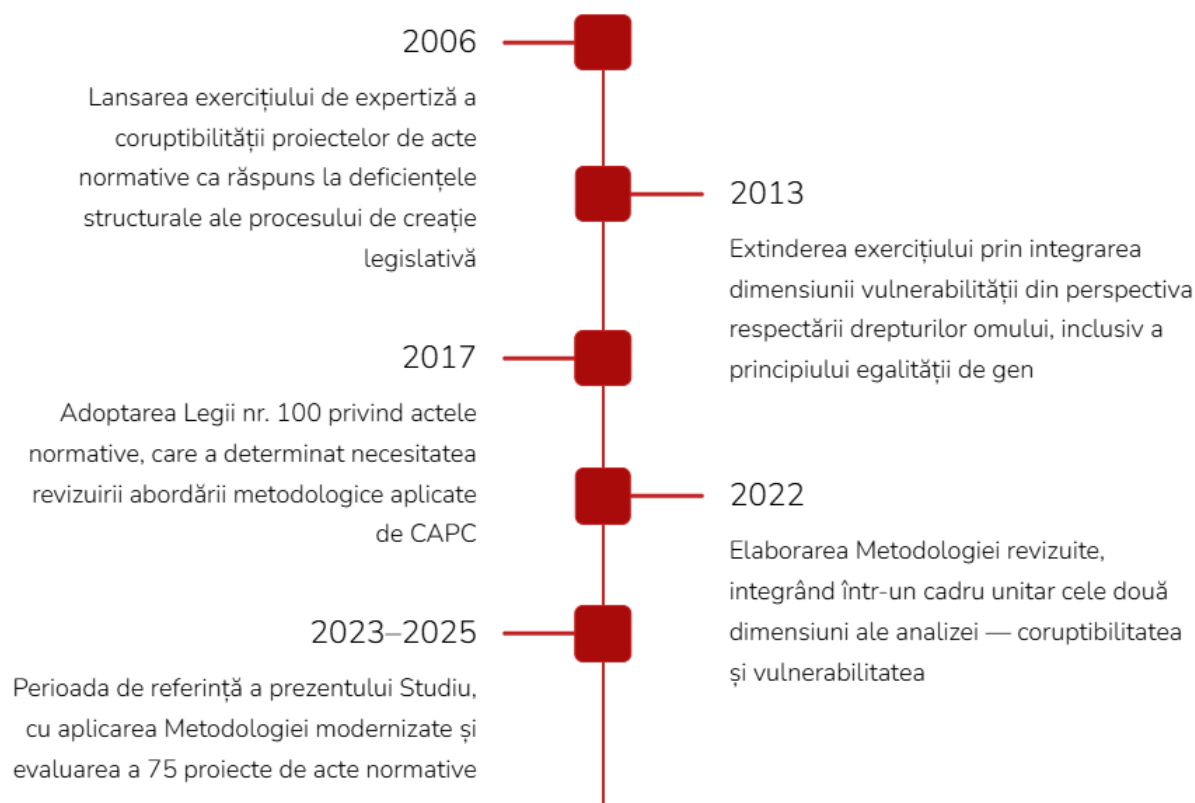 2006
Lansarea exercițiului de expertiză a
coruptibilității proiectelor de acte
normative ca răspuns la deficiențele
structurale ale procesului de creație
legislativă
2013
Extinderea exercițiului prin integrarea
dimensiunii vulnerabilității din perspectiva
respectării drepturilor omului, inclusiv a
principiului egalității de gen
2017
Adoptarea Legii nr. 100 privind actele
normative, care a determinat necesitatea
revizuirii abordării metodologice aplicate
de CAPC
2022
Elaborarea Metodologiei revizuite,
integrând într-un cadru unitar cele două
dimensiuni ale analizei — coruptibilitatea
și vulnerabilitatea
2023–2025
Perioada de referință a prezentului Studiu,
cu aplicarea Metodologiei modernizate și
evaluarea a 75 proiecte de acte normative